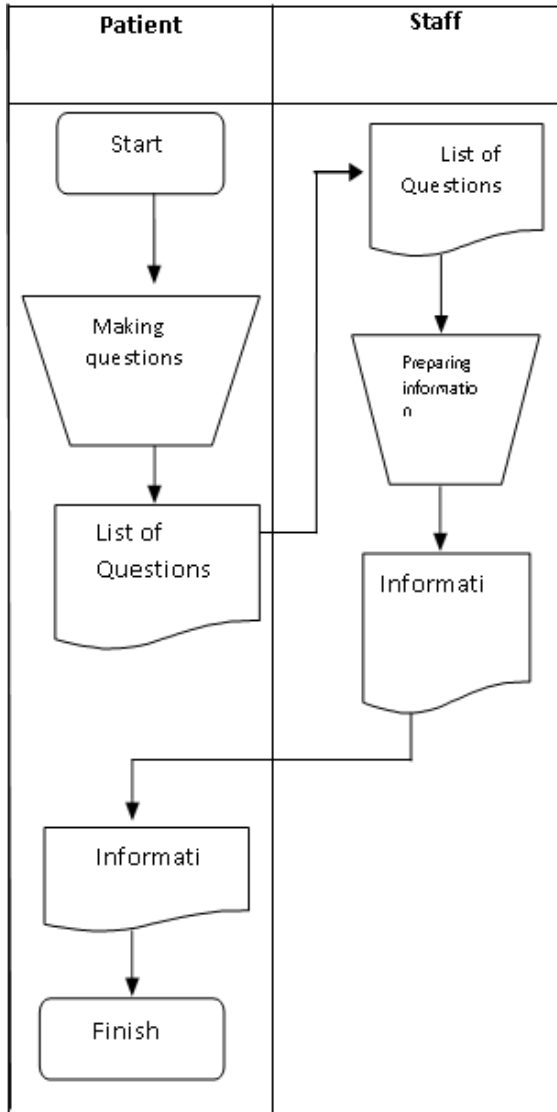 Patient
Staff
Start
Making
questions
List of
Questions
List of
Questions
Preparing
informatio
n
Informati
Informati
Finish